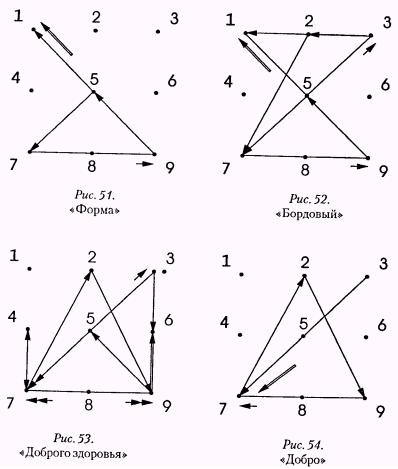 1 2 3
4 5 6
7 8 9
Рис. 51.
«Форма»
1 2 3
4 5 6
7 8 9
Рис. 52.
«Бордовый»
1 2 3
4 5 6
7 8 9
Рис. 53.
«Доброго здоровья»
1 2 3
4 5 6
7 8 9
Рис. 54.
«Добро»